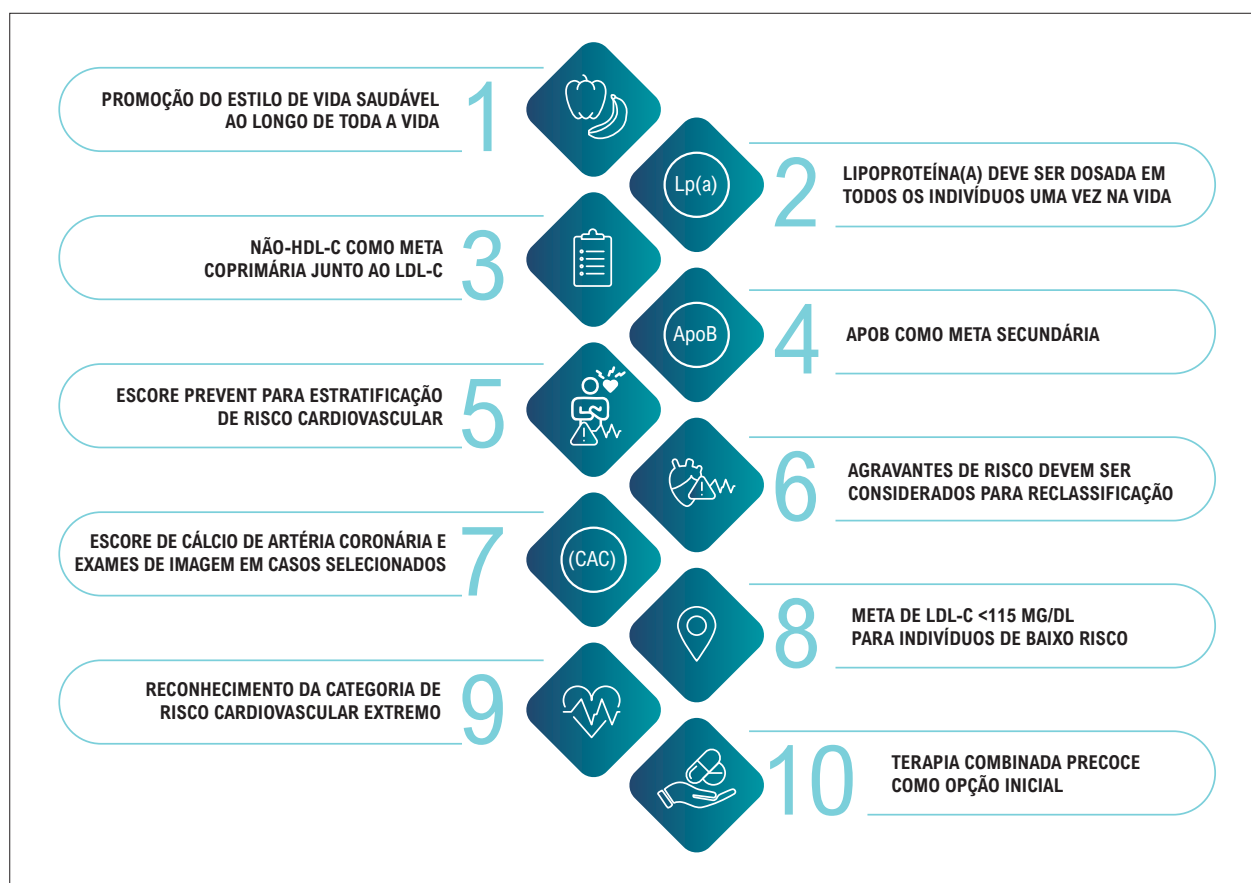 1
PROMOÇÃO DO ESTILO DE VIDA SAUDÁVEL
AO LONGO DE TODA A VIDA
Lp(a)
2
LIPOPROTEÍNA(A) DEVE SER DOSADA EM
TODOS OS INDIVÍDUOS UMA VEZ NA VIDA
3
NÃO-HDL-C COMO META
COPRIMÁRIA JUNTO AO LDL-C
ApoB
4
APOB COMO META SECUNDÁRIA
5
ESCORE PREVENT PARA ESTRATIFICAÇÃO
DE RISCO CARDIOVASCULAR
6
AGRAVANTES DE RISCO DEVEM SER
CONSIDERADOS PARA RECLASSIFICAÇÃO
7
ESCORE DE CÁLCIO DE ARTÉRIA CORONÁRIA E
EXAMES DE IMAGEM EM CASOS SELECIONADOS
(CAC)
8
META DE LDL-C <115 MG/DL
PARA INDIVÍDUOS DE BAIXO RISCO
9
RECONHECIMENTO DA CATEGORIA DE
RISCO CARDIOVASCULAR EXTREMO
10
TERAPIA COMBINADA PRECOCE
COMO OPÇÃO INICIAL